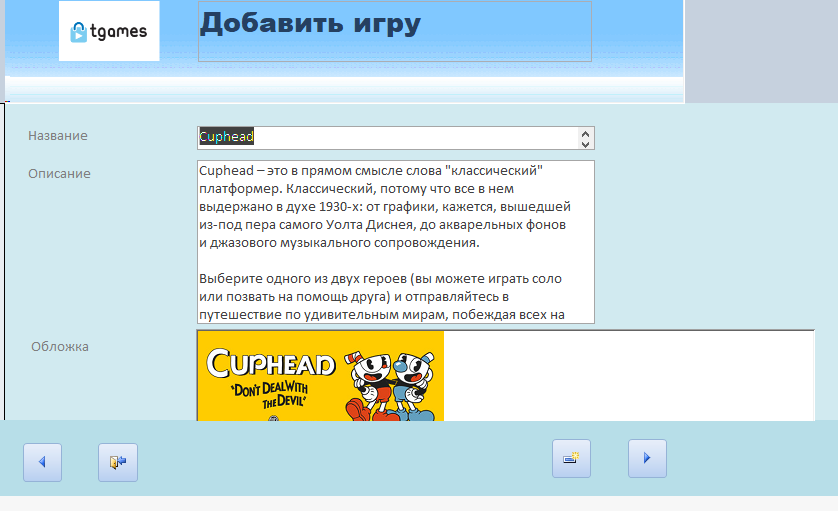 tgames
Добавить игру
Название
Cuphead
Описание
Cuphead – это в прямом смысле слова "классический"
платформер. Классический, потому что все в нем
выдержано в духе 1930-х: от графики, кажется, вышедшей
из-под пера самого Уолта Диснея, до акварельных фонов
и джазового музыкального сопровождения.
Выберите одного из двух героев (вы можете играть соло
или позвать на помощь друга) и отправляйтесь в
путешествие по удивительным мирам, побеждая всех на
Обложка
CUPHEAD
"DON'T DEAL WITH
THE DEVIL"